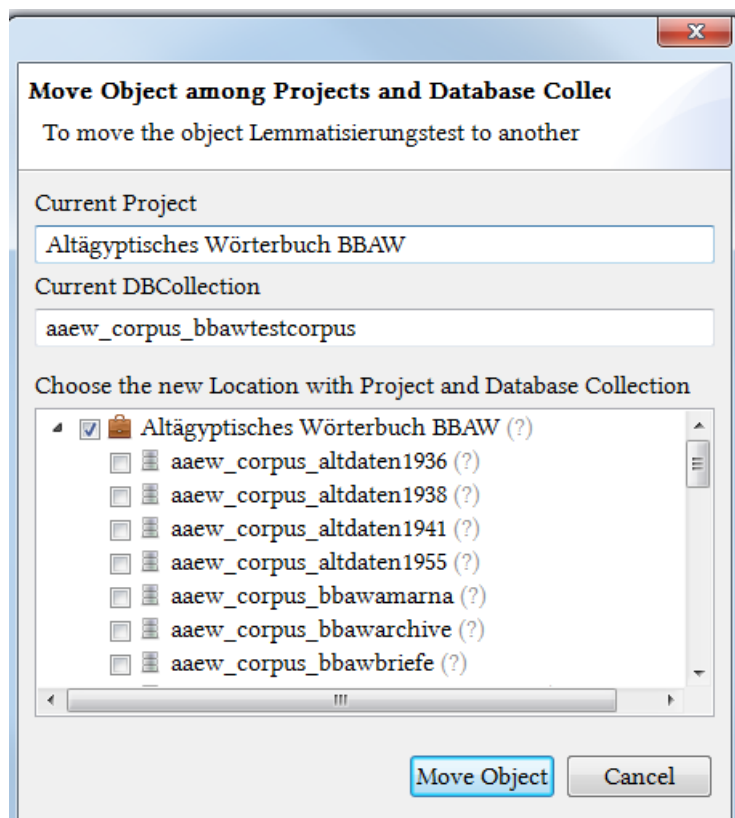 Move Object among Projects and Database Collec
To move the object Lemmatisierungstest to another
Current Project
Altägyptisches Wörterbuch BBAW
Current DBCollection
aaew_corpus_bbawtestcorpus
Choose the new Location with Project and Database Collection
Altägyptisches Wörterbuch BBAW (?)
aaew_corpus_altdaten1936 (?)
aaew_corpus_altdaten1938 (?)
aaew_corpus_altdaten1941 (?)
aaew_corpus_altdaten1955 (?)
aaew_corpus_bbawamarna (?)
aaew_corpus_bbawarchive (?)
aaew_corpus_bbawbriefe (?)
Move Object Cancel